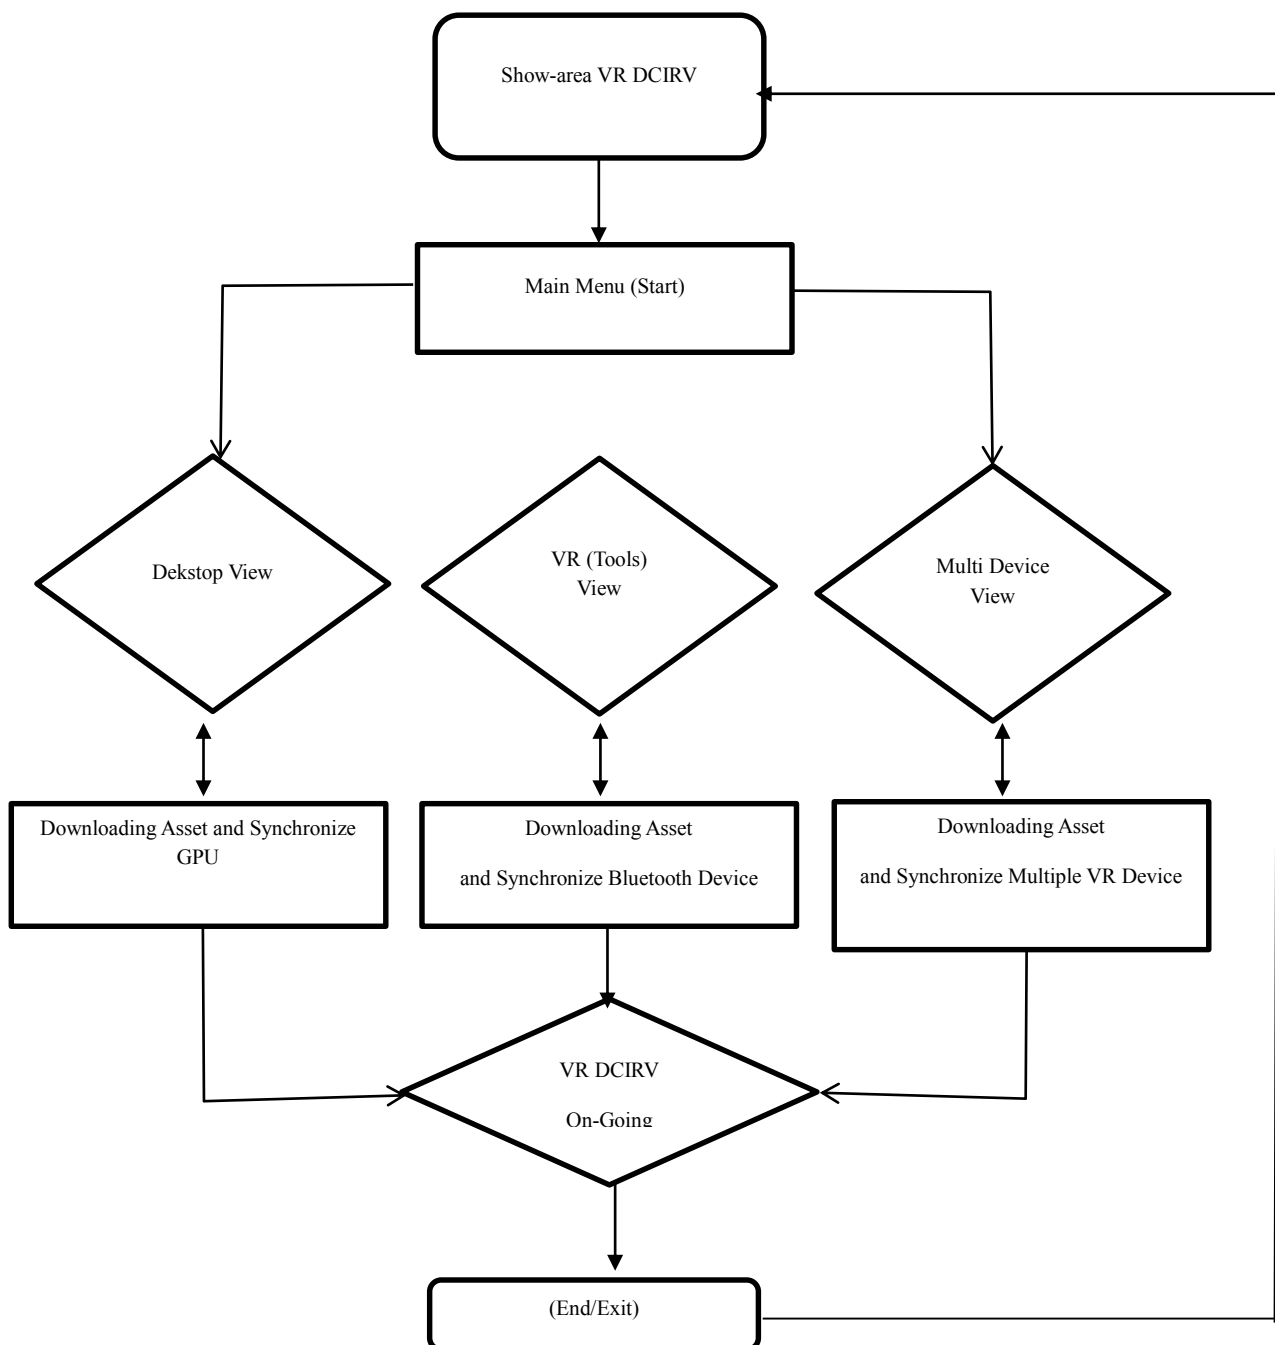 Show-area VR DCIRV
Main Menu (Start)
Dekstop View
VR (Tools)
View
Multi Device
View
Downloading Asset and Synchronize
GPU
Downloading Asset
and Synchronize Bluetooth Device
Downloading Asset
and Synchronize Multiple VR Device
VR DCIRV
On-Going
(End/Exit)